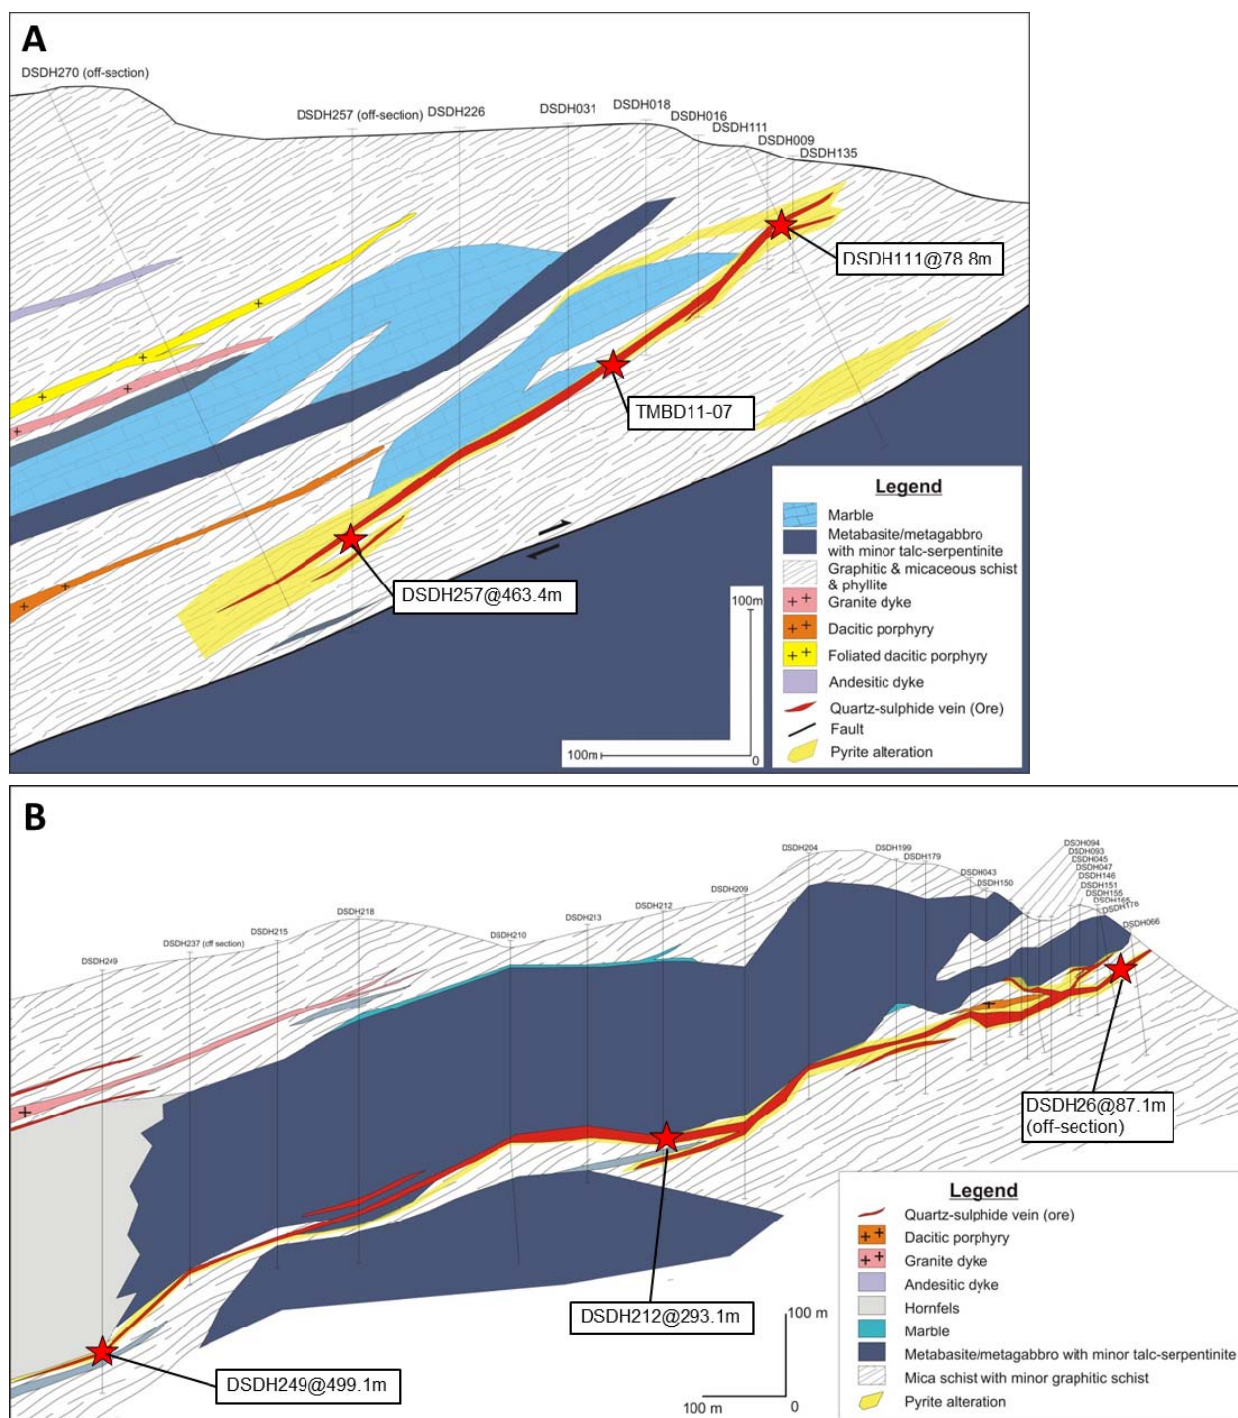 A
DSDH270 (off-section)
DSDH257 (off-section)
DSDH226
DSDH031
DSDH018
DSDH016
DSDH111
DSDH009
DSDH135
DSDH111@78.8m
TMBD11-07
DSDH257@463.4m
100m
100m
0
Legend
Marble
Metabasite/metagabbro
with minor talc-serpentinite
Graphitic & micaceous schist
& phyllite
Granite dyke
Dacitic porphyry
Foliated dacitic porphyry
Andesitic dyke
Quartz-sulphide vein (Ore)
Fault
Pyrite alteration
B
DSDH249
DSDH237 (off section)
DSDH215
DSDH218
DSDH210
DSDH213
DSDH212
DSDH209
DSDH204
DSDH199
DSDH179
DSDH043
DSDH150
DSDH094
DSDH093
DSDH045
DSDH047
DSDH146
DSDH151
DSDH155
DSDH165
DSDH178
DSDH066
DSDH26@87.1m
(off-section)
DSDH212@293.1m
DSDH249@499.1m
100 m
100 m
0
Legend
Quartz-sulphide vein (ore)
Dacitic porphyry
Granite dyke
Andesitic dyke
Hornfels
Marble
Metabasite/metagabbro with minor talc-serpentinite
Mica schist with minor graphitic schist
Pyrite alteration